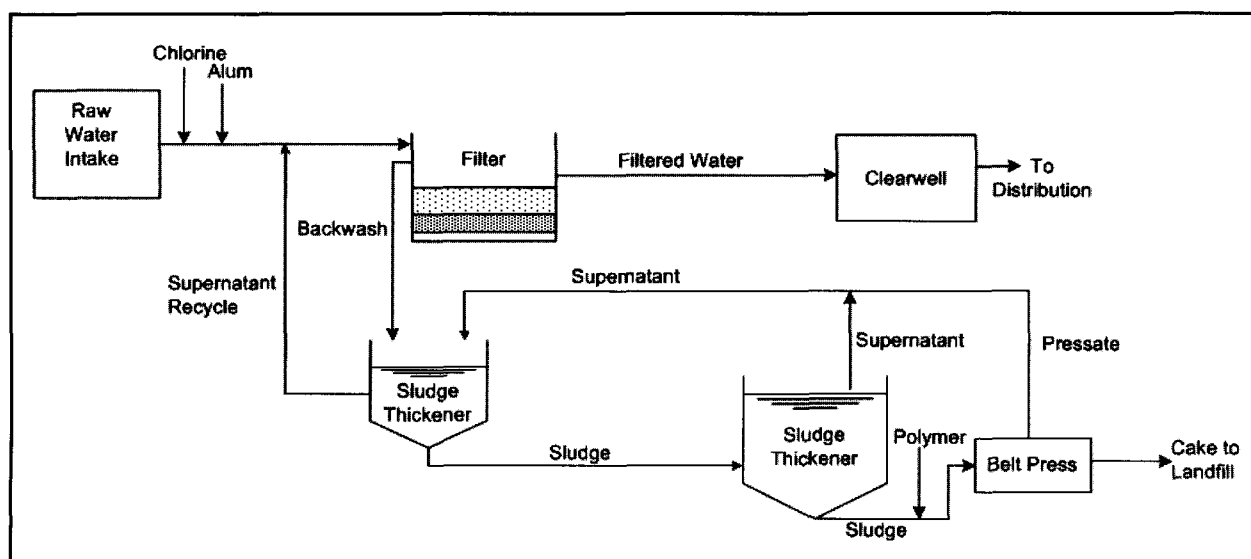 Chlorine
Alum
Raw
Water
Intake
Filter
Filtered Water
Clearwell
To
Distribution
Backwash
Supernatant
Recycle
Supernatant
Supernatant
Pressate
Sludge
Thickener
Sludge
Sludge
Thickener
Polymer
Belt Press
Cake to
Landfill
Sludge